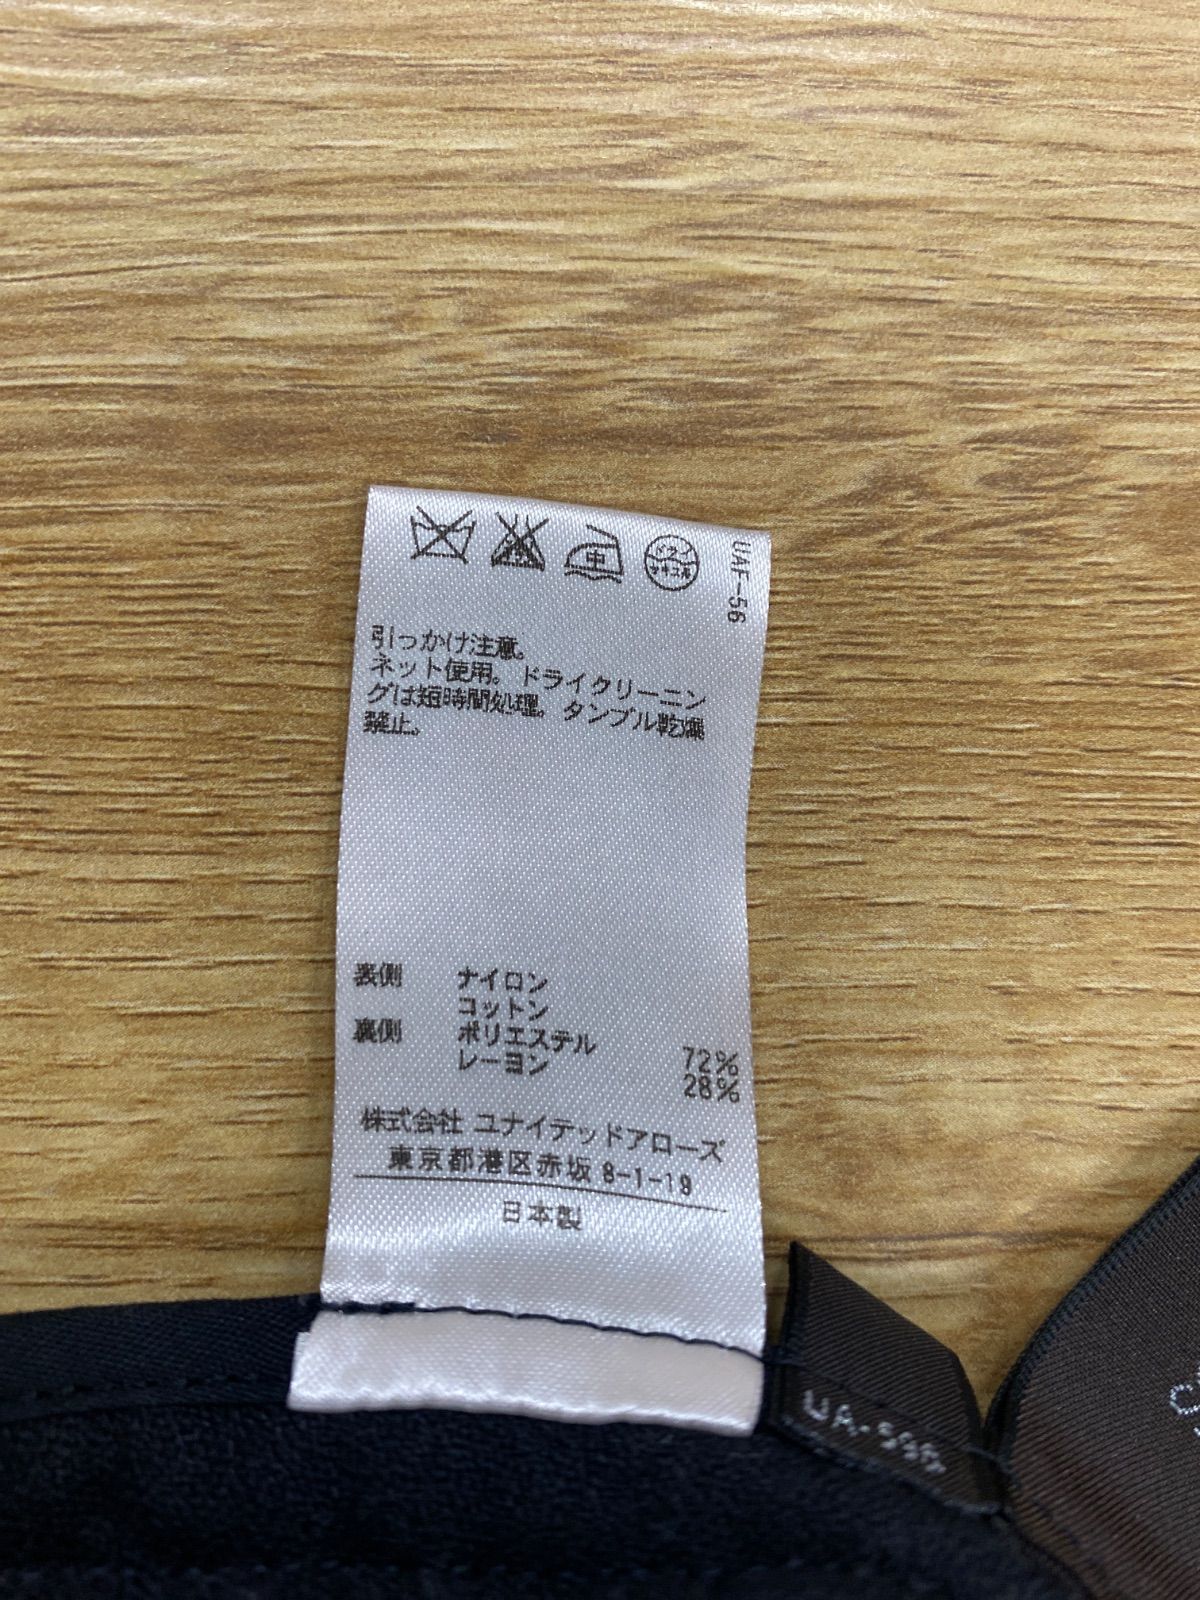 UAF-56
中
ドライ
セキユ系
引っかけ注意。
ネット使用。ドライクリーニン
グは短時間処理。タンブル乾燥
禁止。
表側 ナイロン
コットン
裏側 ポリエステル 72%
レーヨン 28%
株式会社 ユナイテッドアローズ
東京都港区赤坂 8-1-19
日本製